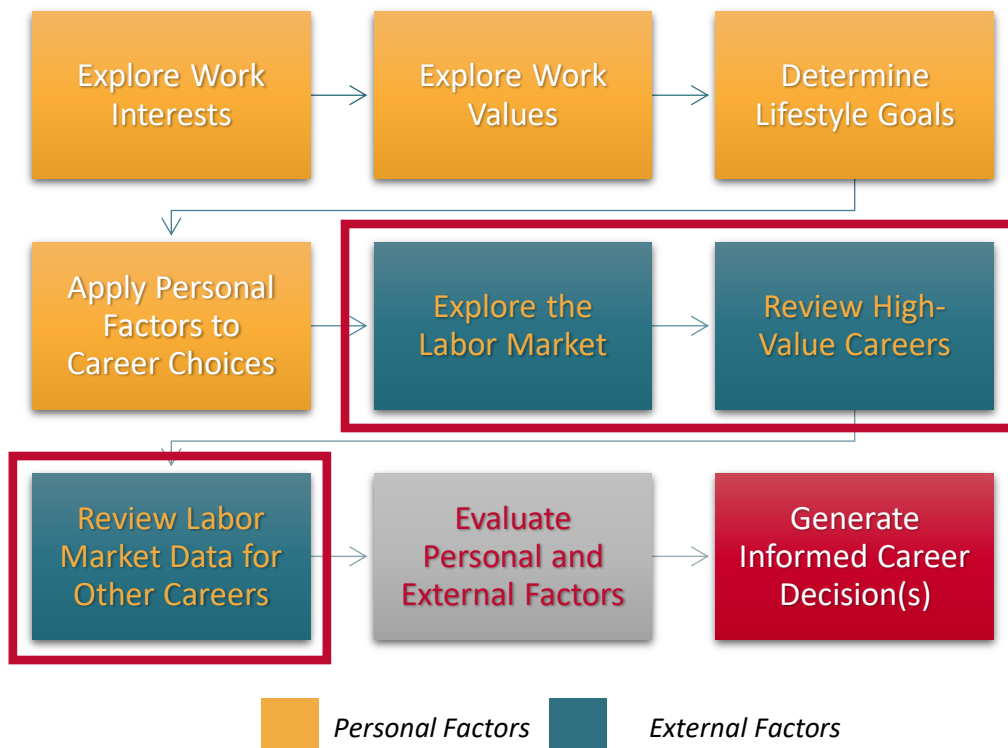 Explore Work
Interests
Explore Work
Values
Determine
Lifestyle Goals
Apply Personal
Factors to
Career Choices
Explore the
Labor Market
Review High-
Value Careers
Review Labor
Market Data for
Other Careers
Evaluate
Personal and
External Factors
Generate
Informed Career
Decision(s)
Personal Factors
External Factors